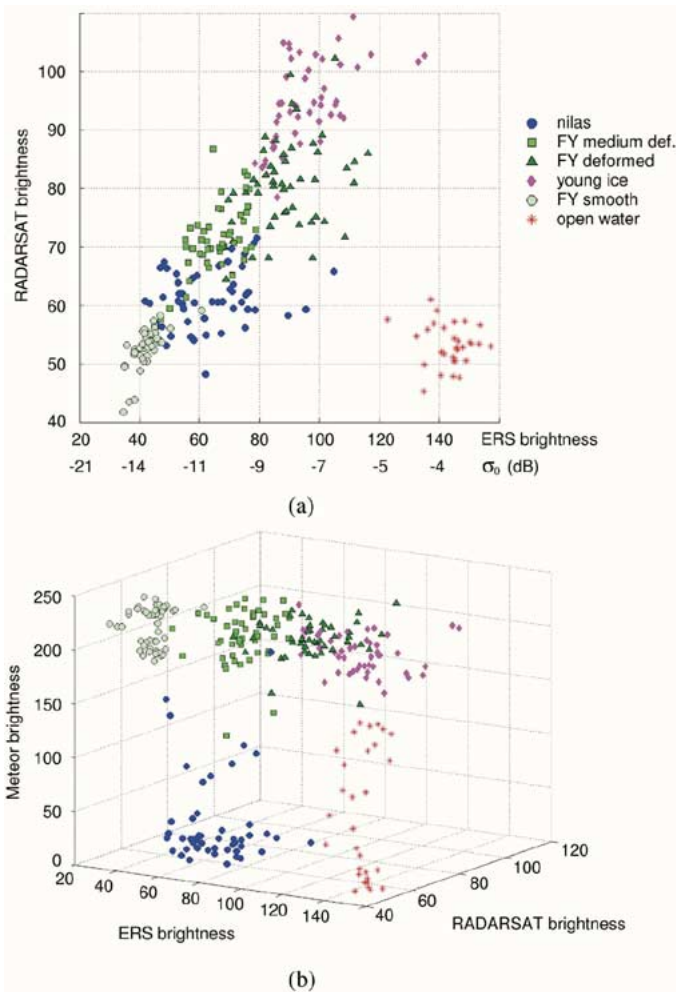 100
90
80
70
60
50
40
RADARSAT brightness
nilas
FY medium def.
FY deformed
young ice
FY smooth
open water
20 40 60 80 100 120 140 ERS brightness
-21 -14 -11 -9 -7 -5 -4 σ₀ (dB)
(a)
250
200
150
100
50
0
Meteor brightness
20 40 60 80 100 120 140
ERS brightness
40 60 80 100 120
RADARSAT brightness
(b)